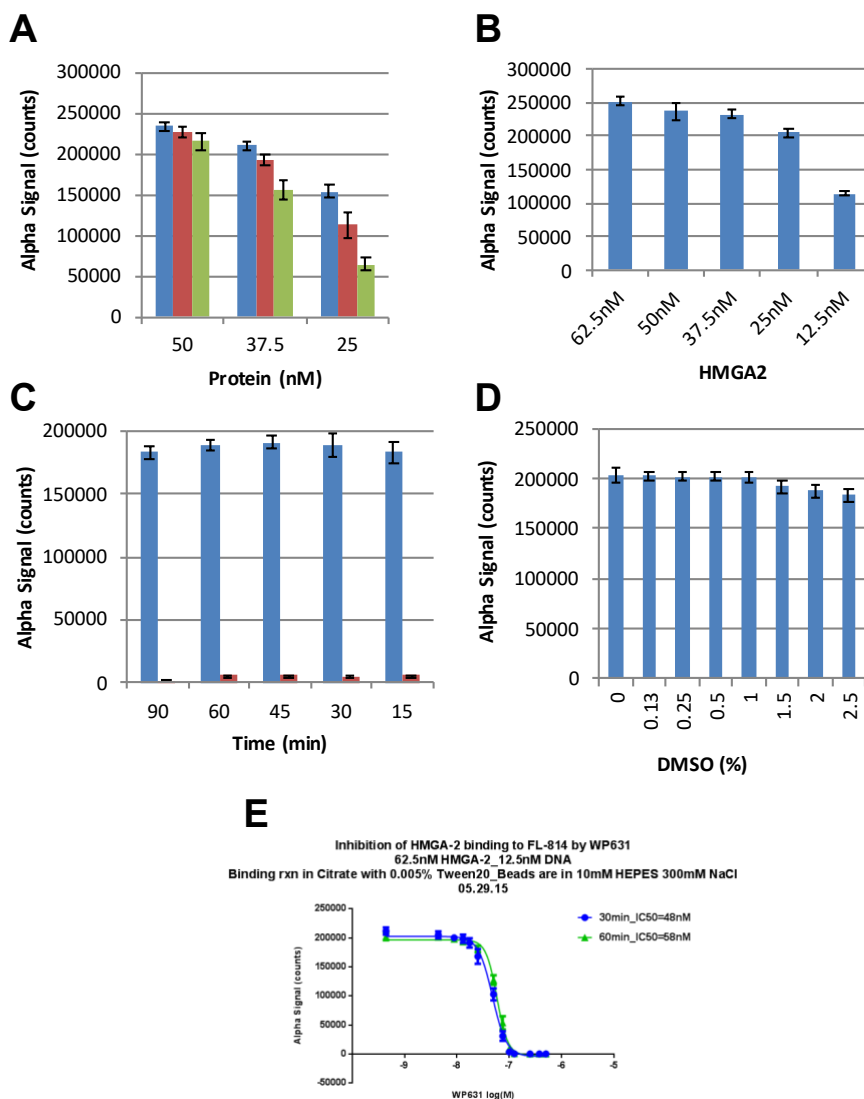 A
300000
250000
200000
150000
100000
50000
0
Alpha Signal (counts)
50 37.5 25
Protein (nM)
B
300000
250000
200000
150000
100000
50000
0
Alpha Signal (counts)
62.5nM 50nM 37.5nM 25nM 12.5nM
HMGA2
C
200000
150000
100000
50000
0
Alpha Signal (counts)
90 60 45 30 15
Time (min)
D
250000
200000
150000
100000
50000
0
Alpha Signal (counts)
0 0.13 0.25 0.5 1 1.5 2 2.5
DMSO (%)
E
Inhibition of HMGA-2 binding to FL-814 by WP631
62.5nM HMGA-2_12.5nM DNA
Binding rxn in Citrate with 0.005% Tween20_Beads are in 10mM HEPES 300mM NaCl
05.29.15
250000
200000
150000
100000
50000
0
-50000
Alpha Signal (counts)
-9 -8 -7 -6 -5
WP631 log(M)
30min_IC50=48nM
60min_IC50=58nM